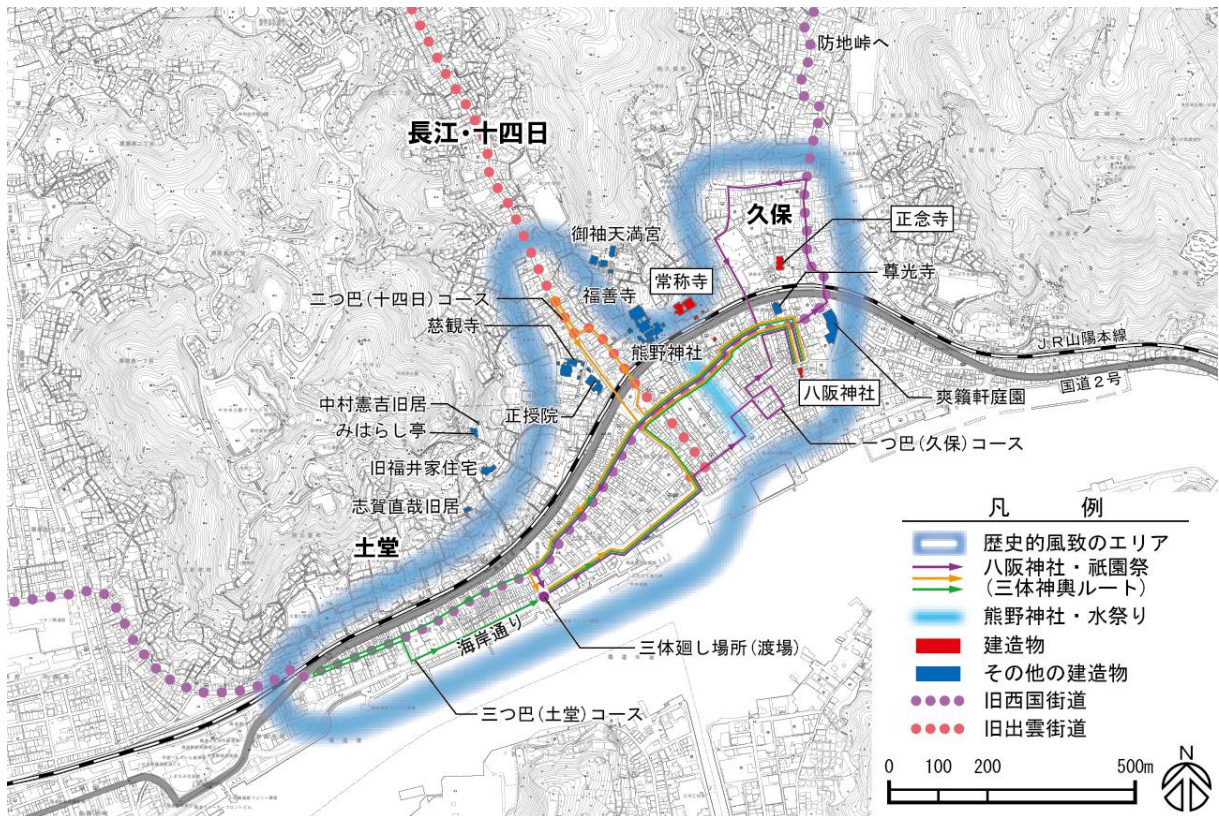 防地峠へ
長江・十四日
久保
正念寺
御袖天満宮
尊光寺
常称寺
福善寺
二つ巴(十四日)コース
慈観寺
熊野神社
JR山陽本線
国道2号
八阪神社
爽籟軒庭園
正授院
中村憲吉旧居
みはらし亭
一つ巴(久保)コース
旧福井家住宅
志賀直哉旧居
土堂
海岸通り
三体廻し場所(渡場)
三つ巴(土堂)コース
凡例
歴史的風致のエリア
八阪神社・祇園祭
(三体神輿ルート)
熊野神社・水祭り
建造物
その他の建造物
旧西国街道
旧出雲街道
0 100 200 500m
N